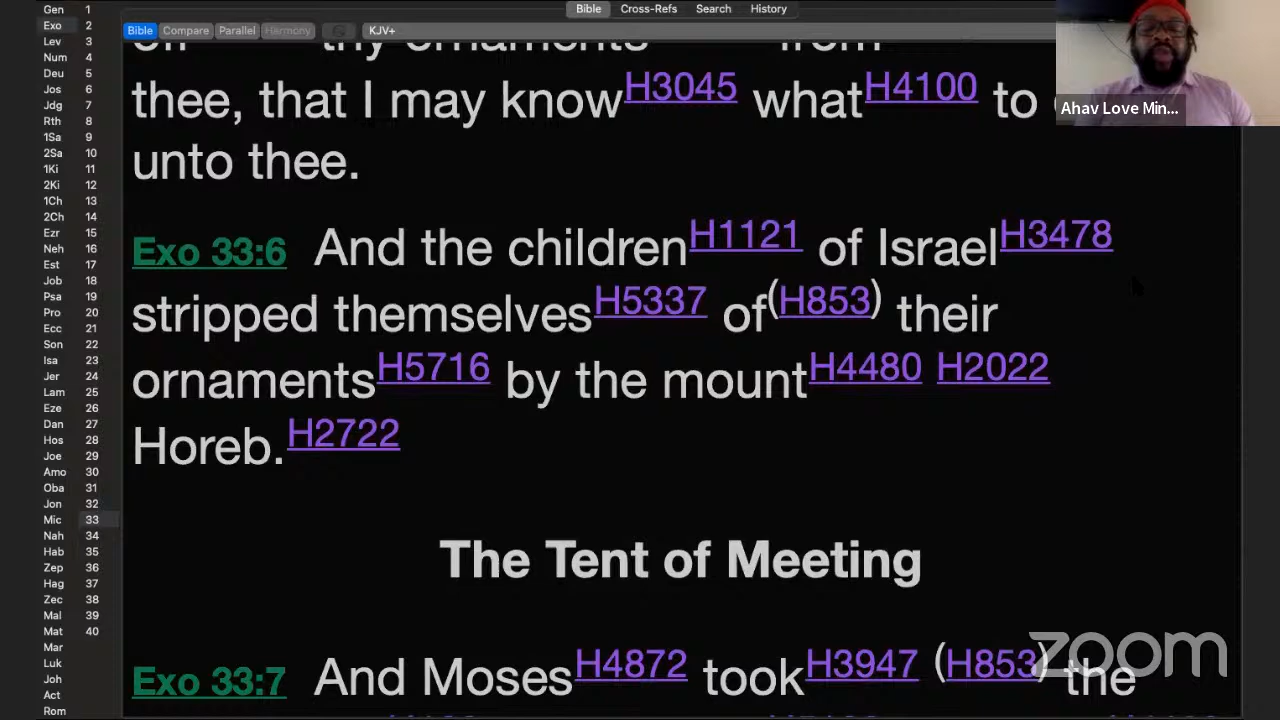 Bible Cross-Refs Search History
Bible Compare Parallel Harmony KJV+
Gen 1
Exo 2
Lev 3
Num 4
Deu 5
Jos 6
Jdg 7
Rth 8
1Sa 9
2Sa 10
1Ki 11
2Ki 12
1Ch 13
2Ch 14
Ezr 15
Neh 16
Est 17
Job 18
Psa 19
Pro 20
Ecc 21
Son 22
Isa 23
Jer 24
Lam 25
Eze 26
Dan 27
Hos 28
Joe 29
Amo 30
Oba 31
Jon 32
Mic 33
Nah 34
Hab 35
Zep 36
Hag 37
Zec 38
Mal 39
Mat 40
Mar
Luk
Joh
Act
Rom
off thy ornaments from
thee, that I may know H3045 what H4100 to
unto thee.
Exo 33:6 And the children H1121 of Israel H3478
stripped themselves H5337 of (H853) their
ornaments H5716 by the mount H4480 H2022
Horeb. H2722
The Tent of Meeting
Exo 33:7 And Moses H4872 took H3947 (H853) the
Ahav Love Min...
zoom